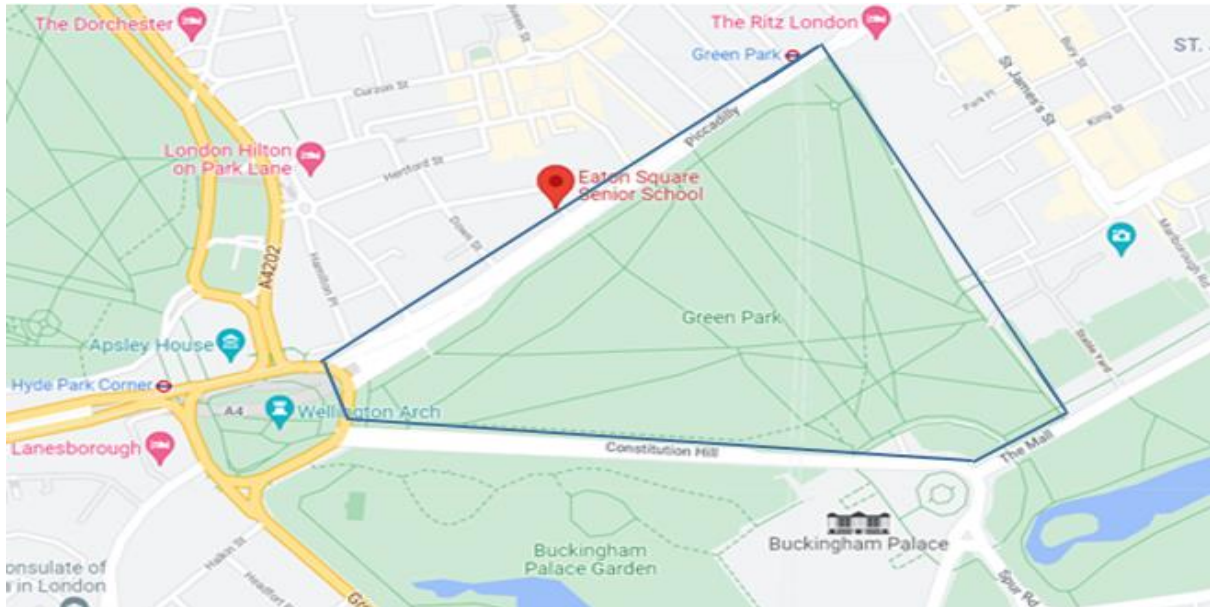 The Dorchester
The Ritz London
Green Park
ST.
Bury St
St James's St
Curzon St
Park Pl
King St
Piccadilly
London Hilton
on Park Lane
Hertford St
Eaton Square
Senior School
Down St
Marlborough Rd
A4202
Hamilton Pl
Green Park
Apsley House
Stable Yard
Hyde Park Corner
A4
Wellington Arch
Lanesborough
Constitution Hill
The Mall
Halkin St
Buckingham
Palace Garden
Buckingham Palace
onsulate of
a in London
Spur Rd